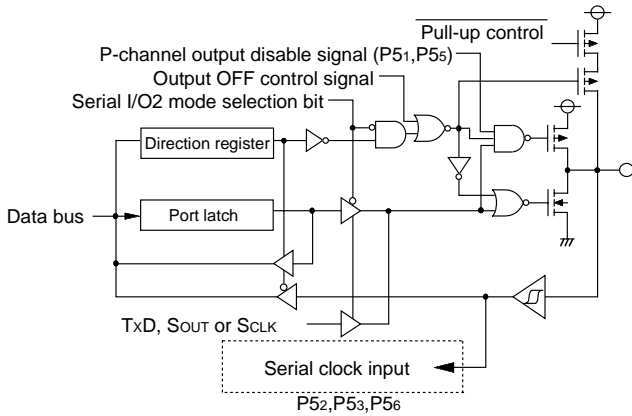 Pull-up control
P-channel output disable signal (P51,P55)
Output OFF control signal
Serial I/O2 mode selection bit
Direction register
Data bus
Port latch
TxD, SOUT or SCLK
Serial clock input
P52,P53,P56